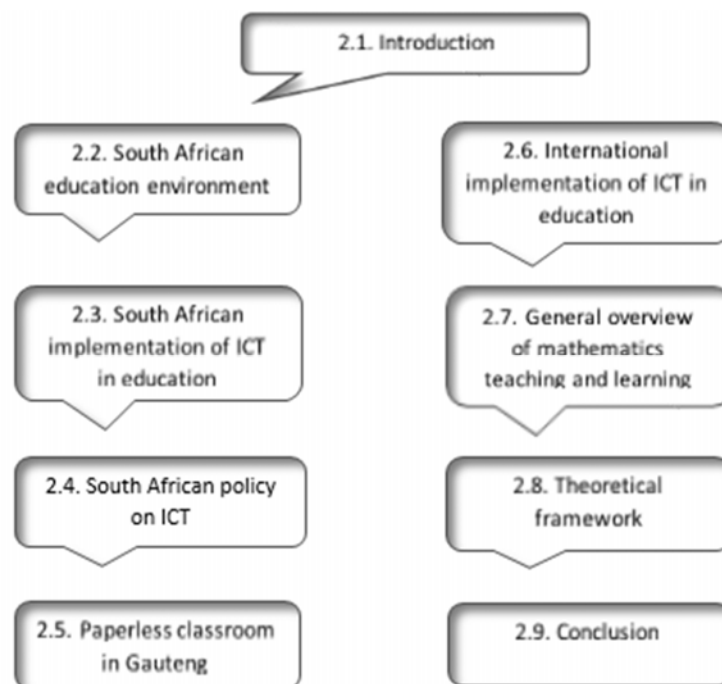 2.1. Introduction
2.2. South African
education environment
2.3. South African
implementation of ICT
in education
2.4. South African policy
on ICT
2.5. Paperless classroom
in Gauteng
2.6. International
implementation of ICT in
education
2.7. General overview
of mathematics
teaching and learning
2.8. Theoretical
framework
2.9. Conclusion